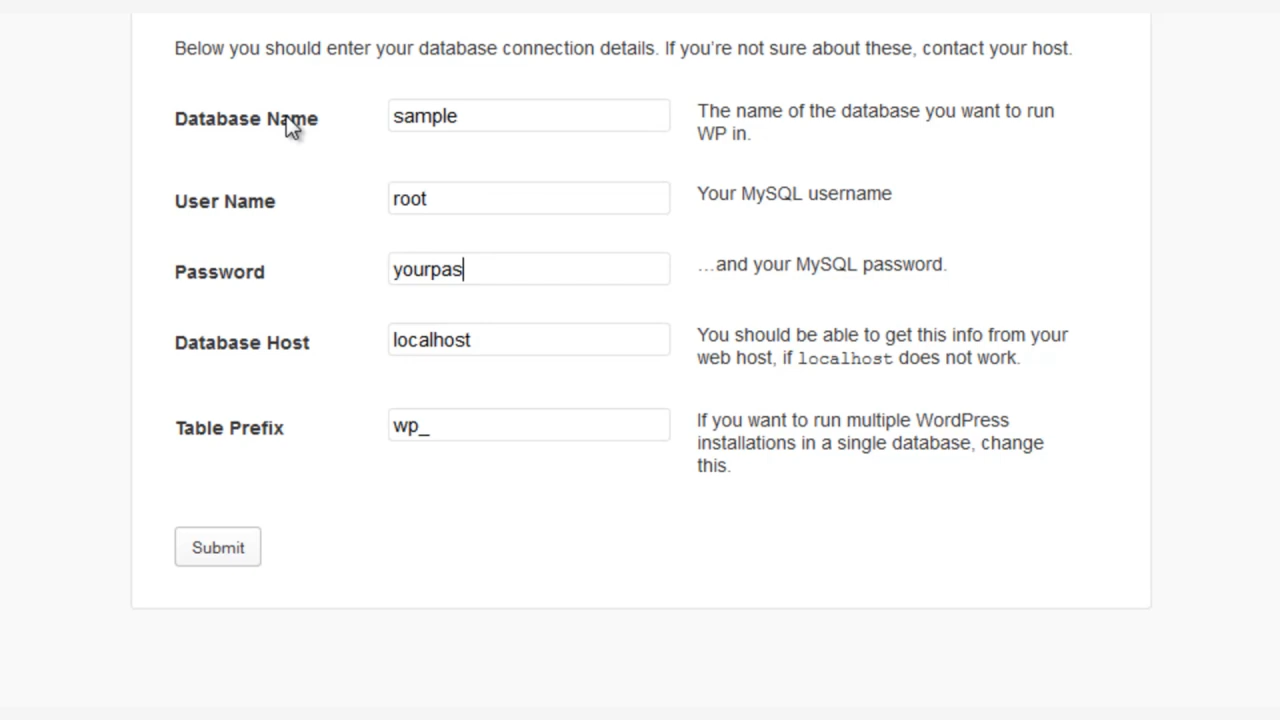 Below you should enter your database connection details. If you're not sure about these, contact your host.
Database Name
sample
The name of the database you want to run
WP in.
User Name
root
Your MySQL username
Password
yourpas
…and your MySQL password.
Database Host
localhost
You should be able to get this info from your
web host, if localhost does not work.
Table Prefix
wp_
If you want to run multiple WordPress
installations in a single database, change
this.
Submit